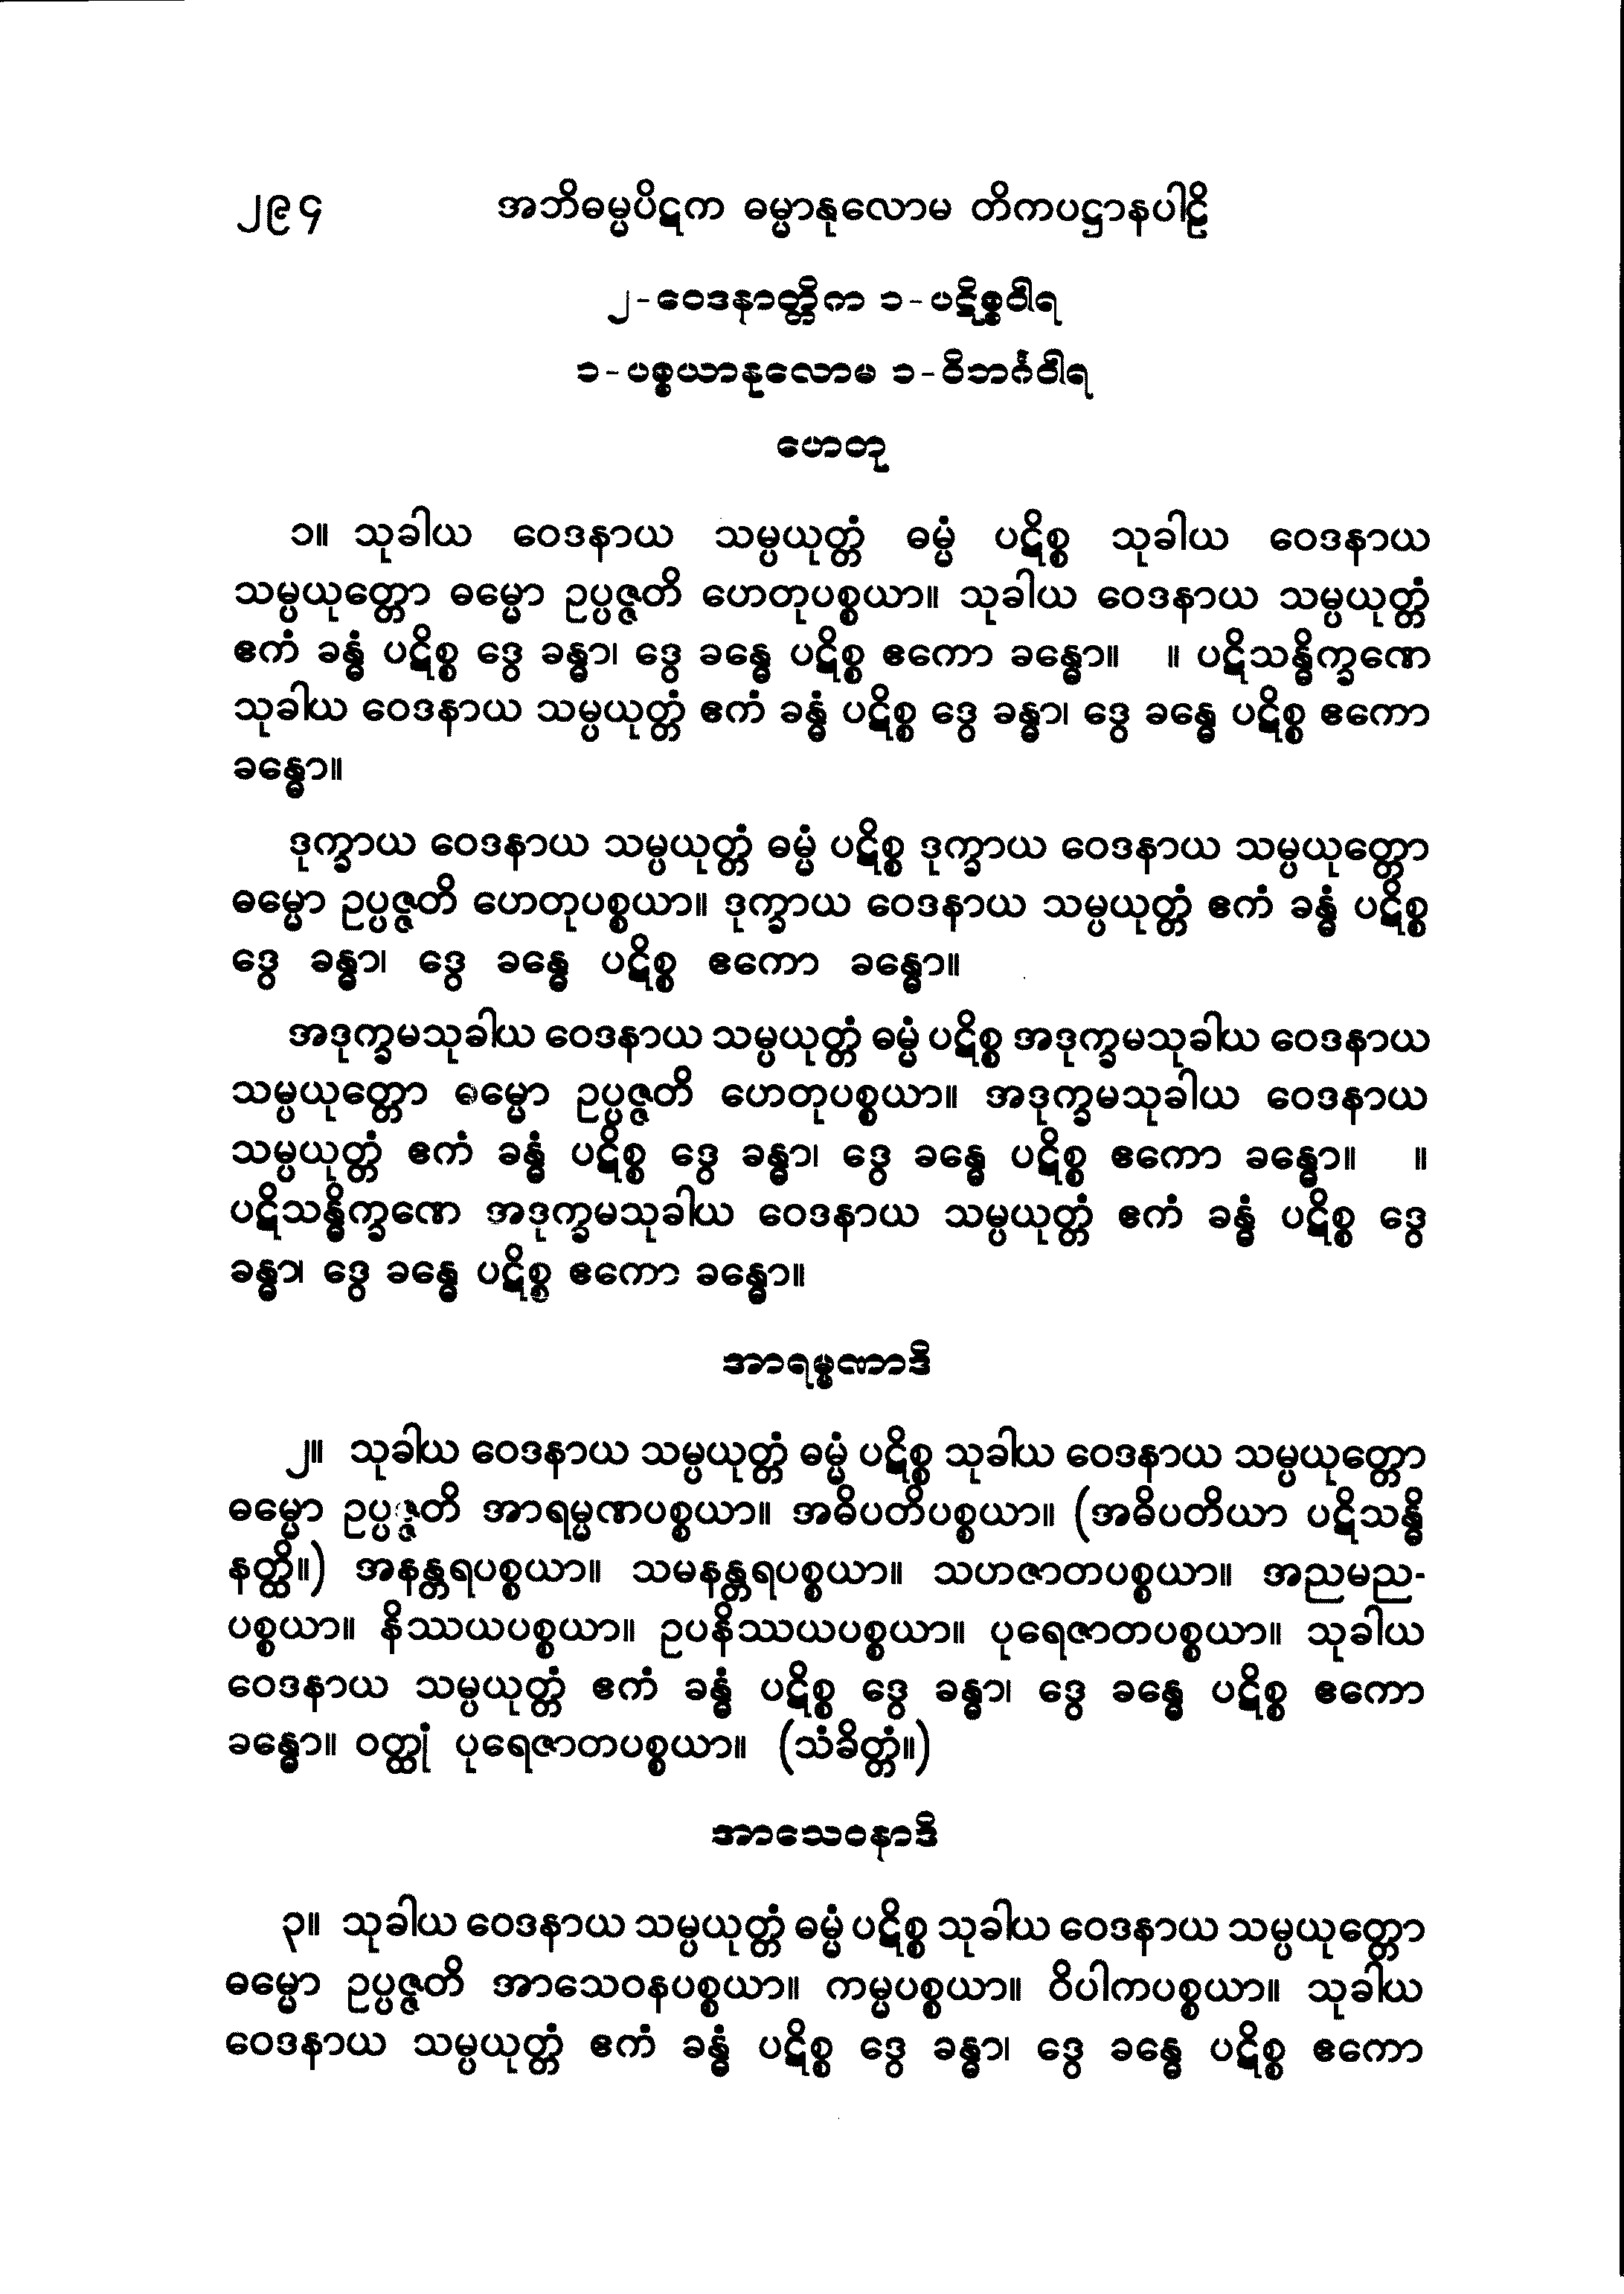 ၂၉၄ အဘိဓမ္မပိဋက ဓမ္မာနုလောမ တိကပဋ္ဌာနပါဠိ
၂-ဝေဒနာတ္တိက ၁-ပဋိစ္စဝါရ
၁-ပစ္စယာနုလောမ ၁-ဝိဘင်္ဂဝါရ
ဟေတု
၁။ သုခါယ ဝေဒနာယ သမ္ပယုတ္တံ ဓမ္မံ ပဋိစ္စ သုခါယ ဝေဒနာယ
သမ္ပယုတ္တော ဓမ္မော ဥပ္ပဇ္ဇတိ ဟေတုပစ္စယာ။ သုခါယ ဝေဒနာယ သမ္ပယုတ္တံ
ဧကံ ခန္ဓံ ပဋိစ္စ ဒွေ ခန္ဓာ၊ ဒွေ ခန္ဓေ ပဋိစ္စ ဧကော ခန္ဓော။ ။ ပဋိသန္ဓိက္ခဏေ
သုခါယ ဝေဒနာယ သမ္ပယုတ္တံ ဧကံ ခန္ဓံ ပဋိစ္စ ဒွေ ခန္ဓာ၊ ဒွေ ခန္ဓေ ပဋိစ္စ ဧကော
ခန္ဓော။
ဒုက္ခာယ ဝေဒနာယ သမ္ပယုတ္တံ ဓမ္မံ ပဋိစ္စ ဒုက္ခာယ ဝေဒနာယ သမ္ပယုတ္တော
ဓမ္မော ဥပ္ပဇ္ဇတိ ဟေတုပစ္စယာ။ ဒုက္ခာယ ဝေဒနာယ သမ္ပယုတ္တံ ဧကံ ခန္ဓံ ပဋိစ္စ
ဒွေ ခန္ဓာ၊ ဒွေ ခန္ဓေ ပဋိစ္စ ဧကော ခန္ဓော။
အဒုက္ခမသုခါယ ဝေဒနာယ သမ္ပယုတ္တံ ဓမ္မံ ပဋိစ္စ အဒုက္ခမသုခါယ ဝေဒနာယ
သမ္ပယုတ္တော ဓမ္မော ဥပ္ပဇ္ဇတိ ဟေတုပစ္စယာ။ အဒုက္ခမသုခါယ ဝေဒနာယ
သမ္ပယုတ္တံ ဧကံ ခန္ဓံ ပဋိစ္စ ဒွေ ခန္ဓာ၊ ဒွေ ခန္ဓေ ပဋိစ္စ ဧကော ခန္ဓော။ ။
ပဋိသန္ဓိက္ခဏေ အဒုက္ခမသုခါယ ဝေဒနာယ သမ္ပယုတ္တံ ဧကံ ခန္ဓံ ပဋိစ္စ ဒွေ
ခန္ဓာ၊ ဒွေ ခန္ဓေ ပဋိစ္စ ဧကော ခန္ဓော။
အာရမ္မဏာဒိ
၂။ သုခါယ ဝေဒနာယ သမ္ပယုတ္တံ ဓမ္မံ ပဋိစ္စ သုခါယ ဝေဒနာယ သမ္ပယုတ္တော
ဓမ္မော ဥပ္ပဇ္ဇတိ အာရမ္မဏပစ္စယာ။ အဓိပတိပစ္စယာ။ (အဓိပတိယာ ပဋိသန္ဓိ
နတ္ထိ။) အနန္တရပစ္စယာ။ သမနန္တရပစ္စယာ။ သဟဇာတပစ္စယာ။ အညမည-
ပစ္စယာ။ နိဿယပစ္စယာ။ ဥပနိဿယပစ္စယာ။ ပုရေဇာတပစ္စယာ။ သုခါယ
ဝေဒနာယ သမ္ပယုတ္တံ ဧကံ ခန္ဓံ ပဋိစ္စ ဒွေ ခန္ဓာ၊ ဒွေ ခန္ဓေ ပဋိစ္စ ဧကော
ခန္ဓော။ ဝတ္ထုံ ပုရေဇာတပစ္စယာ။ (သံခိတ္တံ။)
အာသေဝနာဒိ
၃။ သုခါယ ဝေဒနာယ သမ္ပယုတ္တံ ဓမ္မံ ပဋိစ္စ သုခါယ ဝေဒနာယ သမ္ပယုတ္တော
ဓမ္မော ဥပ္ပဇ္ဇတိ အာသေဝနပစ္စယာ။ ကမ္မပစ္စယာ။ ဝိပါကပစ္စယာ။ သုခါယ
ဝေဒနာယ သမ္ပယုတ္တံ ဧကံ ခန္ဓံ ပဋိစ္စ ဒွေ ခန္ဓာ၊ ဒွေ ခန္ဓေ ပဋိစ္စ ဧကော